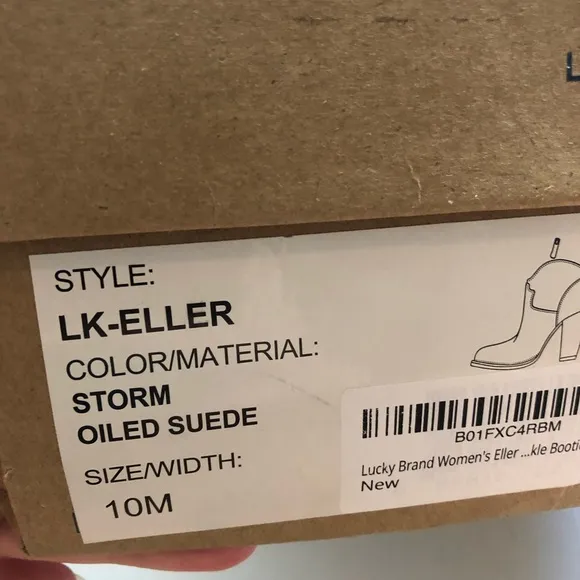 L
STYLE:
LK-ELLER
COLOR/MATERIAL:
STORM
OILED SUEDE
SIZE/WIDTH:
10M
B01FXC4RBM
Lucky Brand Women's Eller ...kle Bootie
New